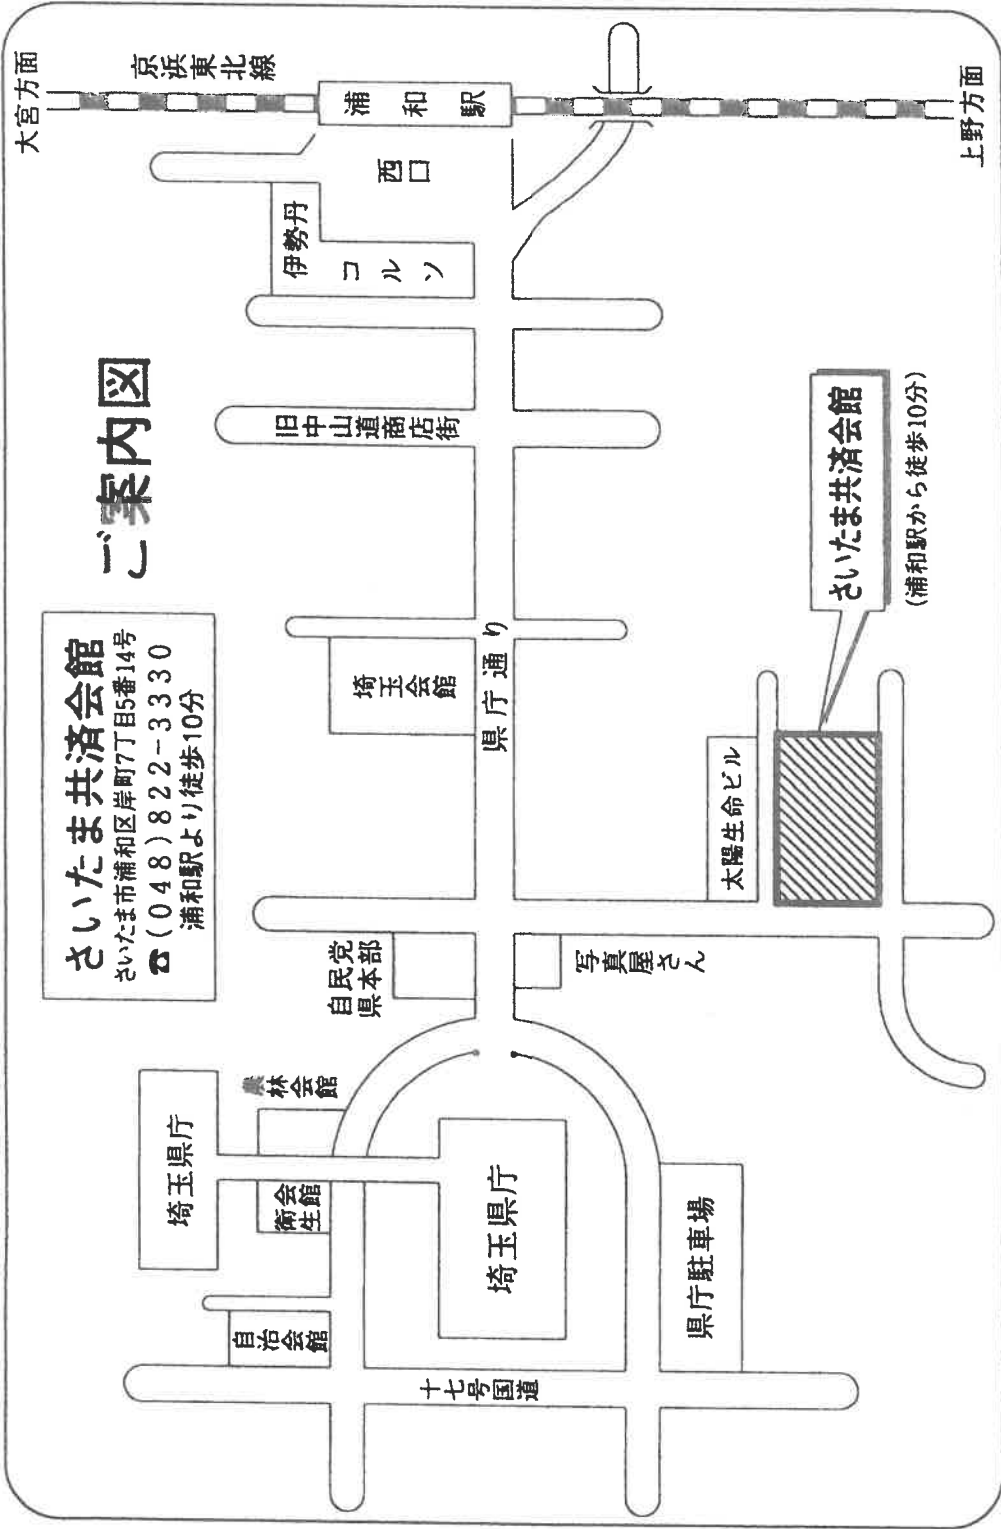 ご案内図
さいたま共済会館
さいたま市浦和区岸町7丁目5番14号
☎(048)822-3330
浦和駅より徒歩10分
大宮方面
京浜東北線
浦和駅
上野方面
西口
伊勢丹
コルソ
旧中山道商店街
埼玉会館
県庁通り
さいたま共済会館
(浦和駅から徒歩10分)
太陽生命ビル
自民党
県本部
写真屋さん
農林会館
埼玉県庁
衛生会館
埼玉県庁
県庁駐車場
自治会館
十七号国道